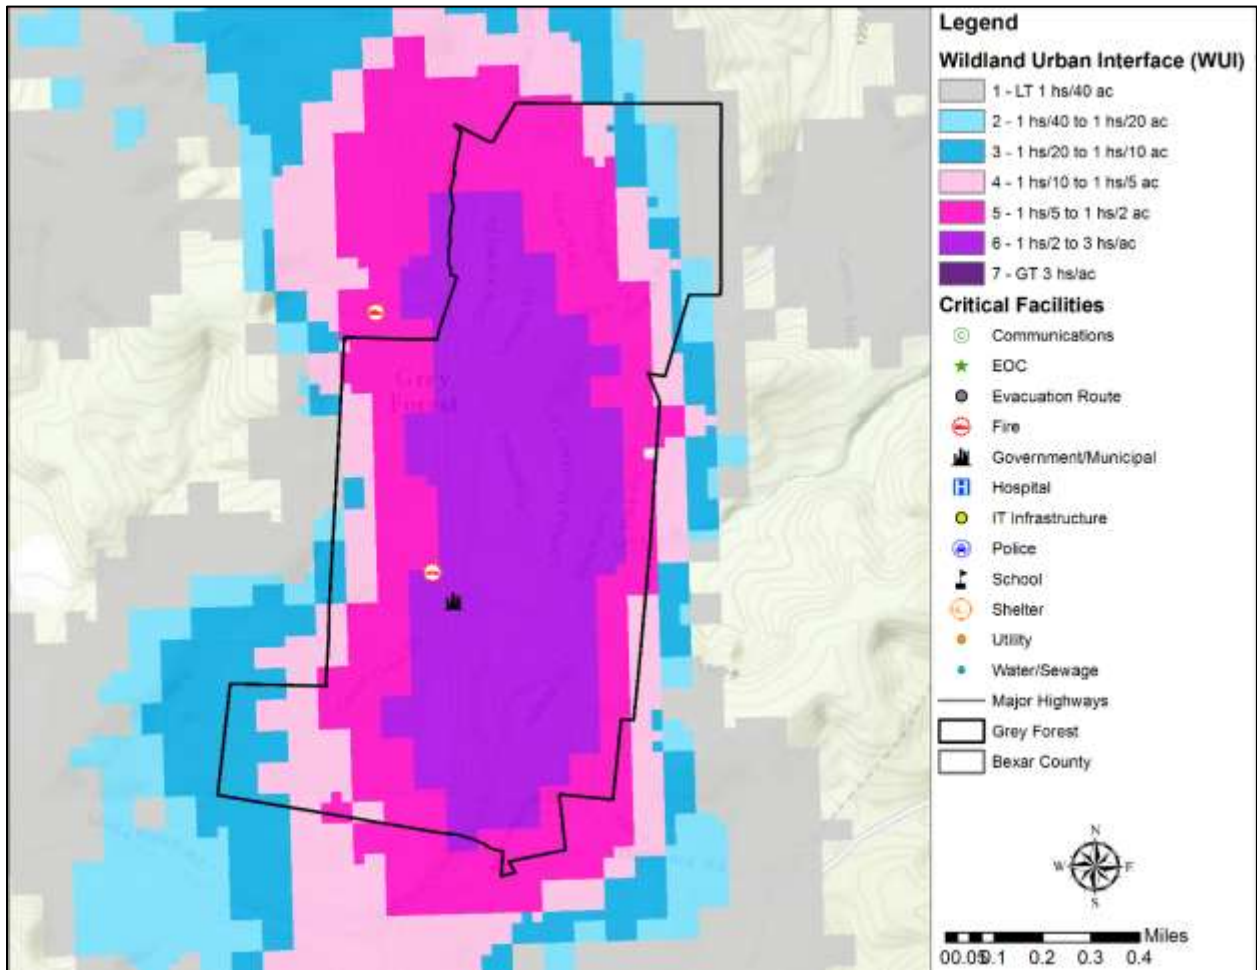 Legend
Wildland Urban Interface (WUI)
1 - LT 1 hs/40 ac
2 - 1 hs/40 to 1 hs/20 ac
3 - 1 hs/20 to 1 hs/10 ac
4 - 1 hs/10 to 1 hs/5 ac
5 - 1 hs/5 to 1 hs/2 ac
6 - 1 hs/2 to 3 hs/ac
7 - GT 3 hs/ac
Critical Facilities
C
Communications
EOC
Evacuation Route
Fire
Government/Municipal
H
Hospital
IT Infrastructure
Police
School
Shelter
Utility
Water/Sewage
Major Highways
Grey Forest
Bexar County
Grey
Forest
N
W E
S
Miles
00.050.1 0.2 0.3 0.4